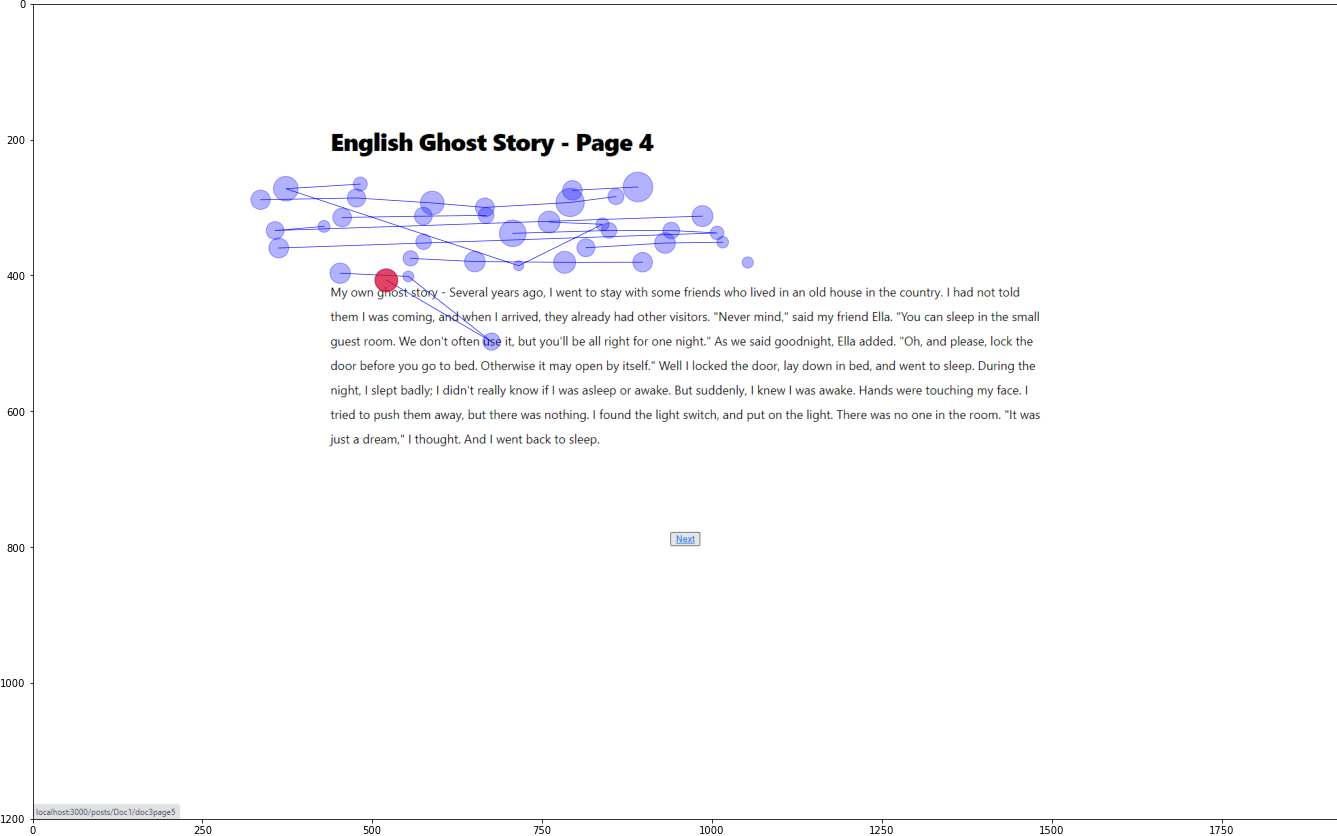 English Ghost Story - Page 4
My own ghost story - Several years ago, I went to stay with some friends who lived in an old house in the country. I had not told
them I was coming, and when I arrived, they already had other visitors. "Never mind," said my friend Ella. "You can sleep in the small
guest room. We don't often use it, but you'll be all right for one night." As we said goodnight, Ella added. "Oh, and please, lock the
door before you go to bed. Otherwise it may open by itself." Well I locked the door, lay down in bed, and went to sleep. During the
night, I slept badly; I didn't really know if I was asleep or awake. But suddenly, I knew I was awake. Hands were touching my face. I
tried to push them away, but there was nothing. I found the light switch, and put on the light. There was no one in the room. "It was
just a dream," I thought. And I went back to sleep.
Next
localhost:3000/posts/Doc1/doc3page5
0
200
400
600
800
1000
1200
0 250 500 750 1000 1250 1500 1750